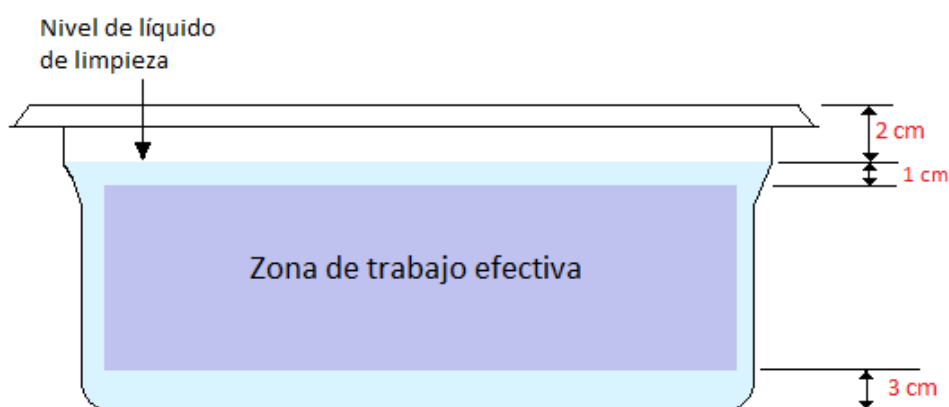 Nivel de líquido
de limpieza
2 cm
1 cm
Zona de trabajo efectiva
3 cm